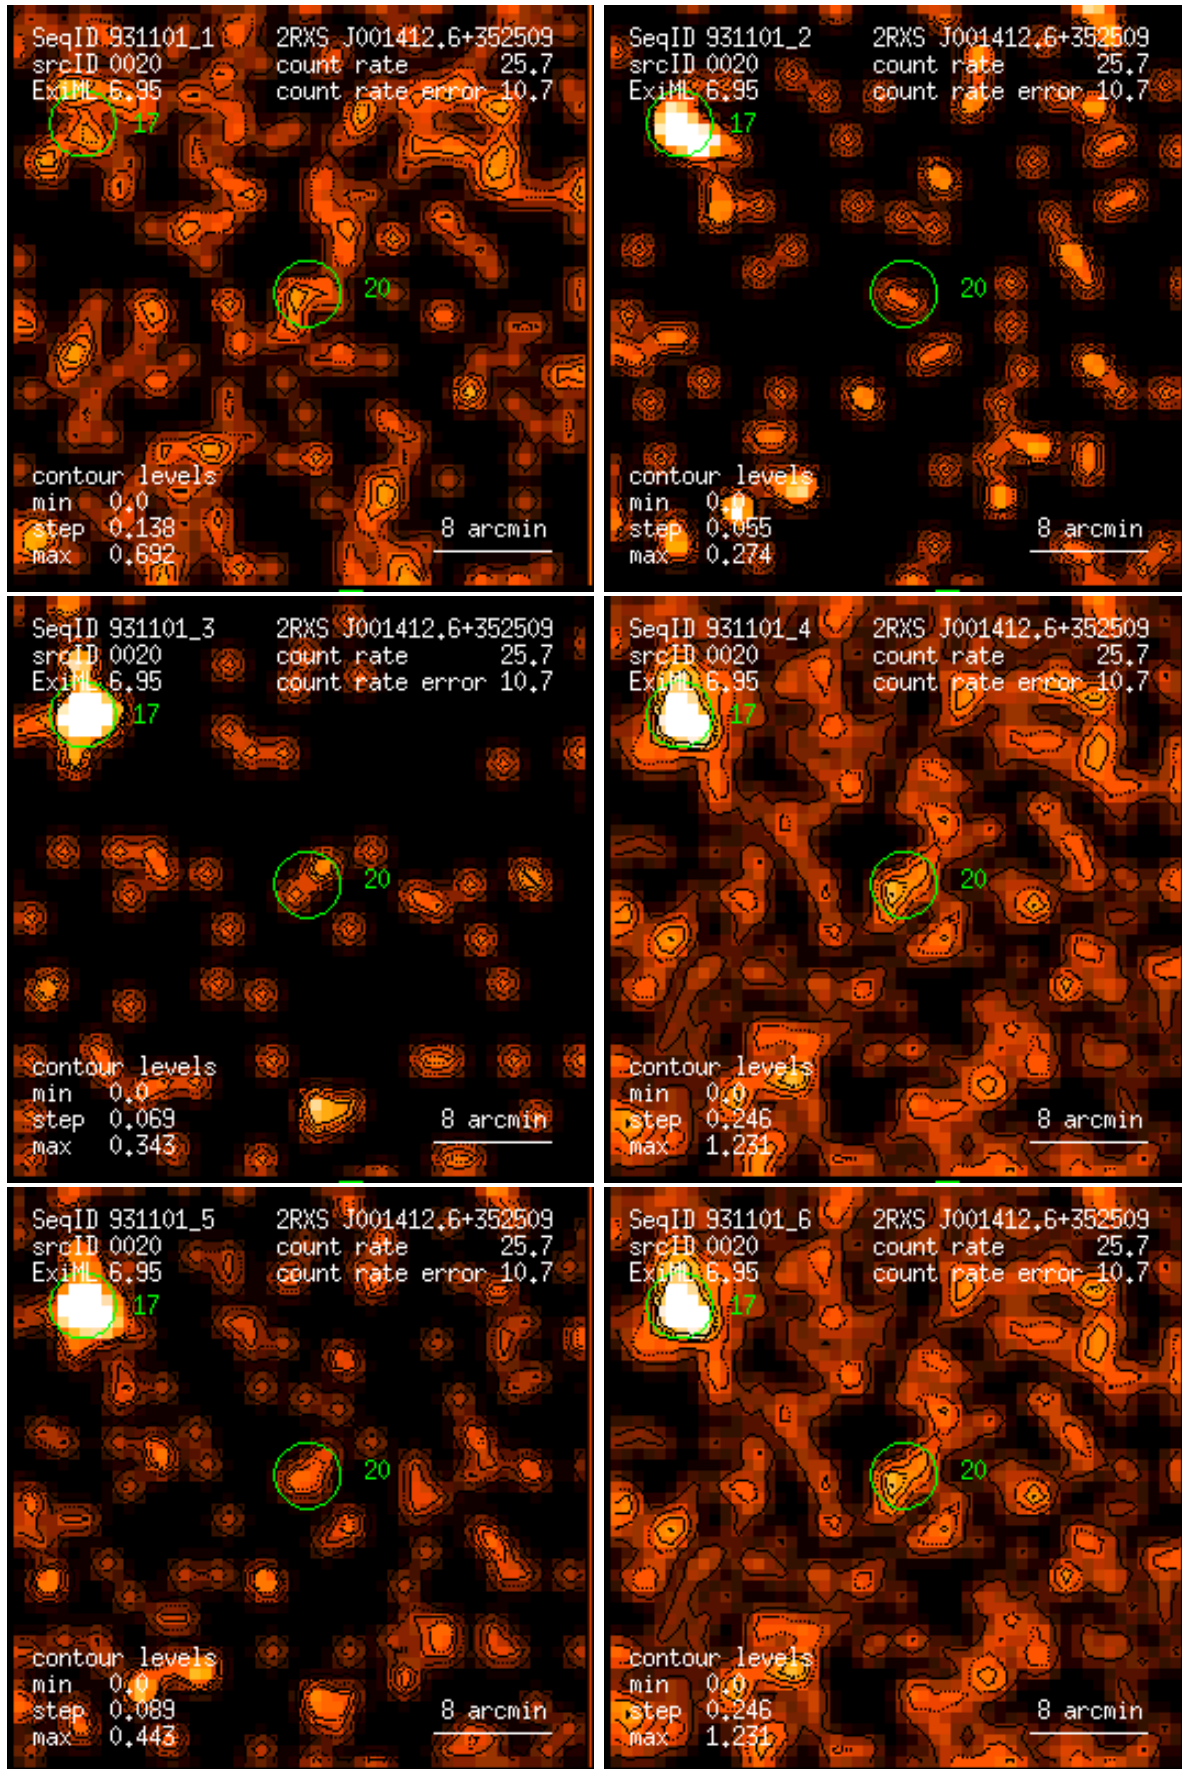 SeqID 931101_1 2RXS J001412.6+352509
srcID 0020 count rate 25.7
ExiML 6.95 count rate error 10.7
17
20
contour levels
min 0.0
step 0.138 8 arcmin
max 0.692
SeqID 931101_2 2RXS J001412.6+352509
srcID 0020 count rate 25.7
ExiML 6.95 count rate error 10.7
17
20
contour levels
min 0.0
step 0.055 8 arcmin
max 0.274
SeqID 931101_3 2RXS J001412.6+352509
srcID 0020 count rate 25.7
ExiML 6.95 count rate error 10.7
17
20
contour levels
min 0.0
step 0.069 8 arcmin
max 0.343
SeqID 931101_4 2RXS J001412.6+352509
srcID 0020 count rate 25.7
ExiML 6.95 count rate error 10.7
17
20
contour levels
min 0.0
step 0.246 8 arcmin
max 1.231
SeqID 931101_5 2RXS J001412.6+352509
srcID 0020 count rate 25.7
ExiML 6.95 count rate error 10.7
17
20
contour levels
min 0.0
step 0.089 8 arcmin
max 0.443
SeqID 931101_6 2RXS J001412.6+352509
srcID 0020 count rate 25.7
ExiML 6.95 count rate error 10.7
17
20
contour levels
min 0.0
step 0.246 8 arcmin
max 1.231